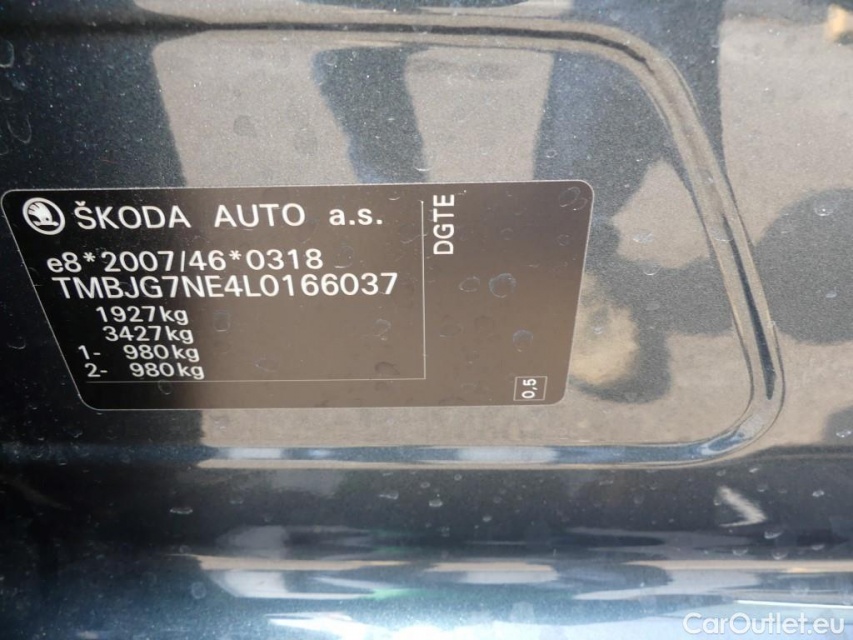 ŠKODA AUTO a.s.
e8*2007/46*0318
TMBJG7NE4L0166037
1927kg
3427kg
1- 980kg
2- 980kg
DGTE
0,5
CarOutlet.eu